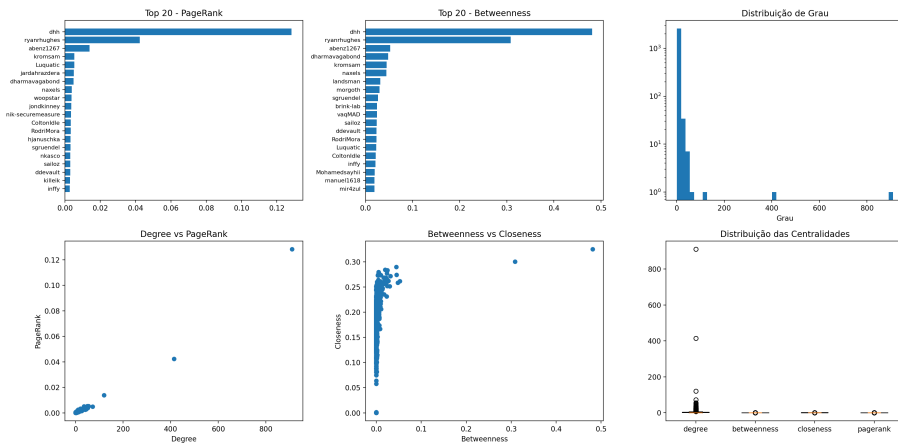 Top 20 - PageRank
dhh
ryanrhughes
abenz1267
kromsam
Luquatic
jardahrazdera
dharmavagabond
naxels
woopstar
jondkinney
nik-securemeasure
ColtonIdle
RodriMora
hjanuschka
sgruendel
nkasco
sailoz
ddevault
killeik
inffy
0.00 0.02 0.04 0.06 0.08 0.10 0.12
Top 20 - Betweenness
dhh
ryanrhughes
abenz1267
dharmavagabond
kromsam
naxels
landsman
morgoth
sgruendel
brink-lab
vaqMAD
sailoz
ddevault
RodriMora
Luquatic
ColtonIdle
inffy
Mohamedsayhii
manuel1618
mir4zul
0.0 0.1 0.2 0.3 0.4 0.5
Distribuição de Grau
10³
10²
10¹
10⁰
0 200 400 600 800
Grau
Degree vs PageRank
PageRank
0.12
0.10
0.08
0.06
0.04
0.02
0.00
0 200 400 600 800
Degree
Betweenness vs Closeness
Closeness
0.30
0.25
0.20
0.15
0.10
0.05
0.00
0.0 0.1 0.2 0.3 0.4 0.5
Betweenness
Distribuição das Centralidades
800
600
400
200
0
degree betweenness closeness pagerank